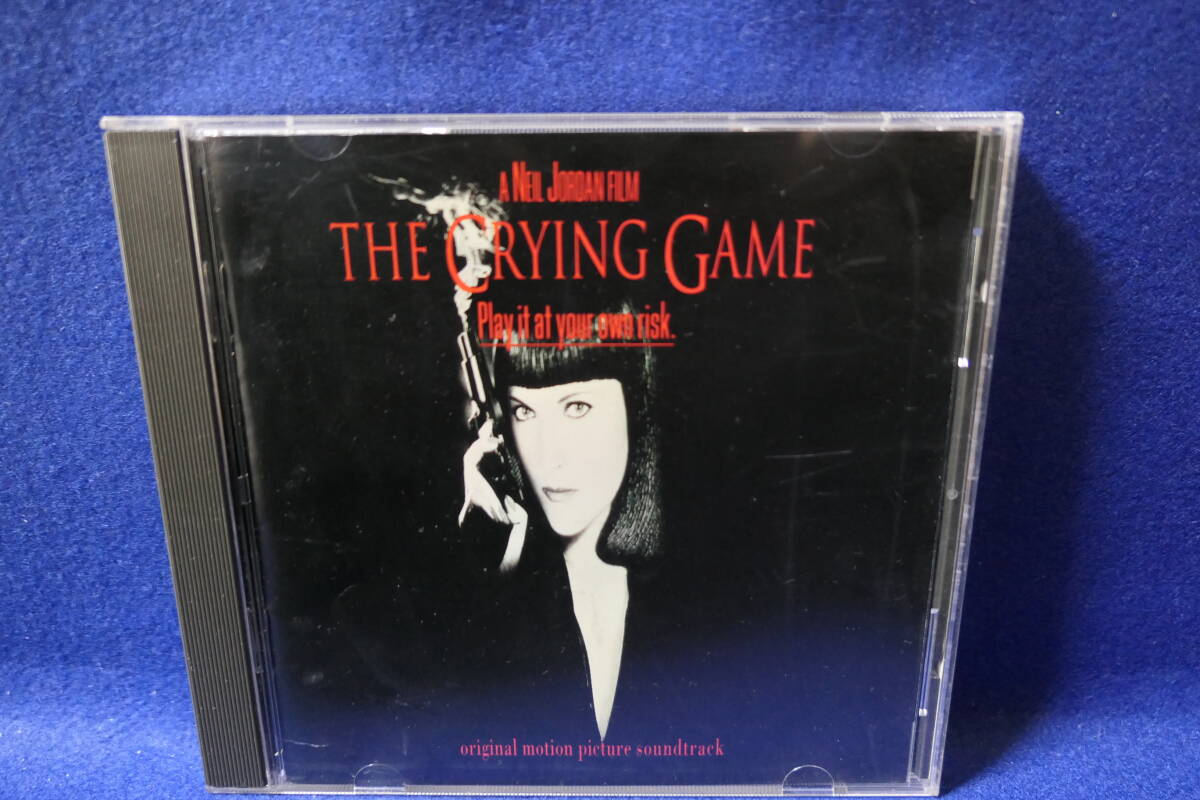 A NEIL JORDAN FILM
THE CRYING GAME
Play it at your own risk.
original motion picture soundtrack